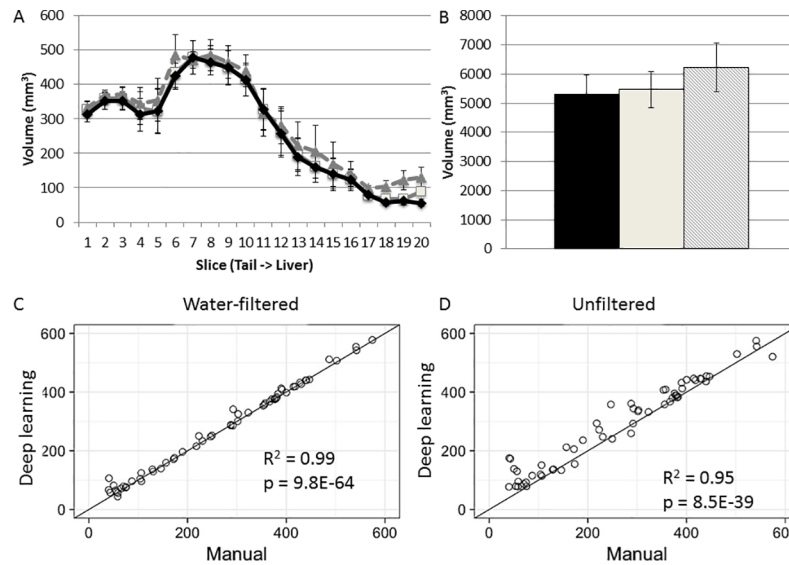 A
Volume (mm³)
600
500
400
300
200
100
0
1 2 3 4 5 6 7 8 9 10 11 12 13 14 15 16 17 18 19 20
Slice (Tail -> Liver)
B
Volume (mm³)
8000
7000
6000
5000
4000
3000
2000
1000
0
C
Water-filtered
Deep learning
600
400
200
0
R² = 0.99
p = 9.8E-64
0 200 400 600
Manual
D
Unfiltered
Deep learning
600
400
200
0
R² = 0.95
p = 8.5E-39
0 200 400 600
Manual